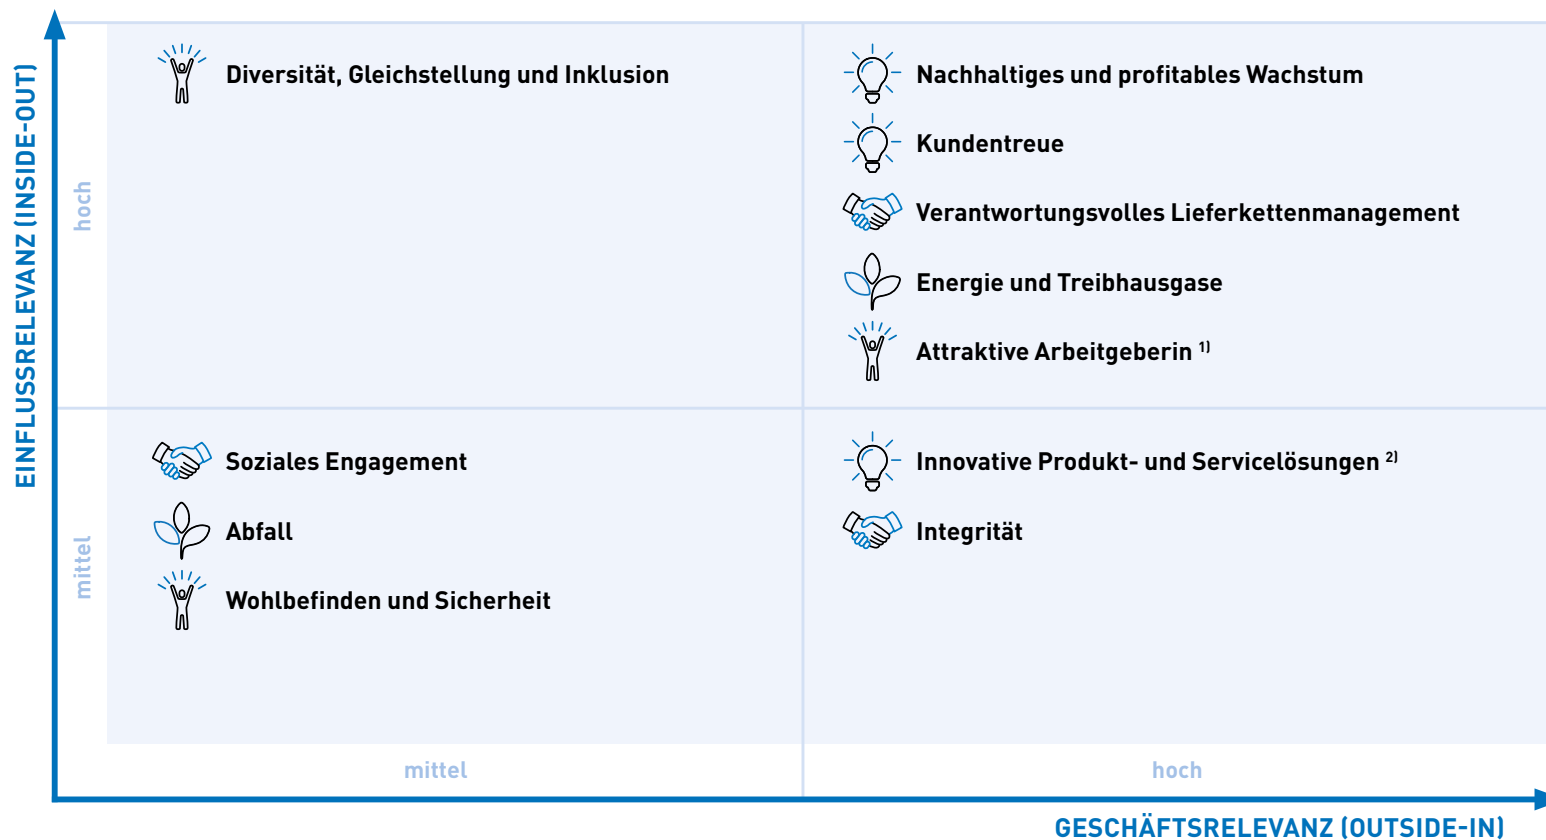 EINFLUSSRELEVANZ (INSIDE-OUT)
hoch
Diversität, Gleichstellung und Inklusion
Nachhaltiges und profitables Wachstum
Kundentreue
Verantwortungsvolles Lieferkettenmanagement
Energie und Treibhausgase
Attraktive Arbeitgeberin 1)
mittel
Soziales Engagement
Abfall
Wohlbefinden und Sicherheit
Innovative Produkt- und Servicelösungen 2)
Integrität
mittel
hoch
GESCHÄFTSRELEVANZ (OUTSIDE-IN)